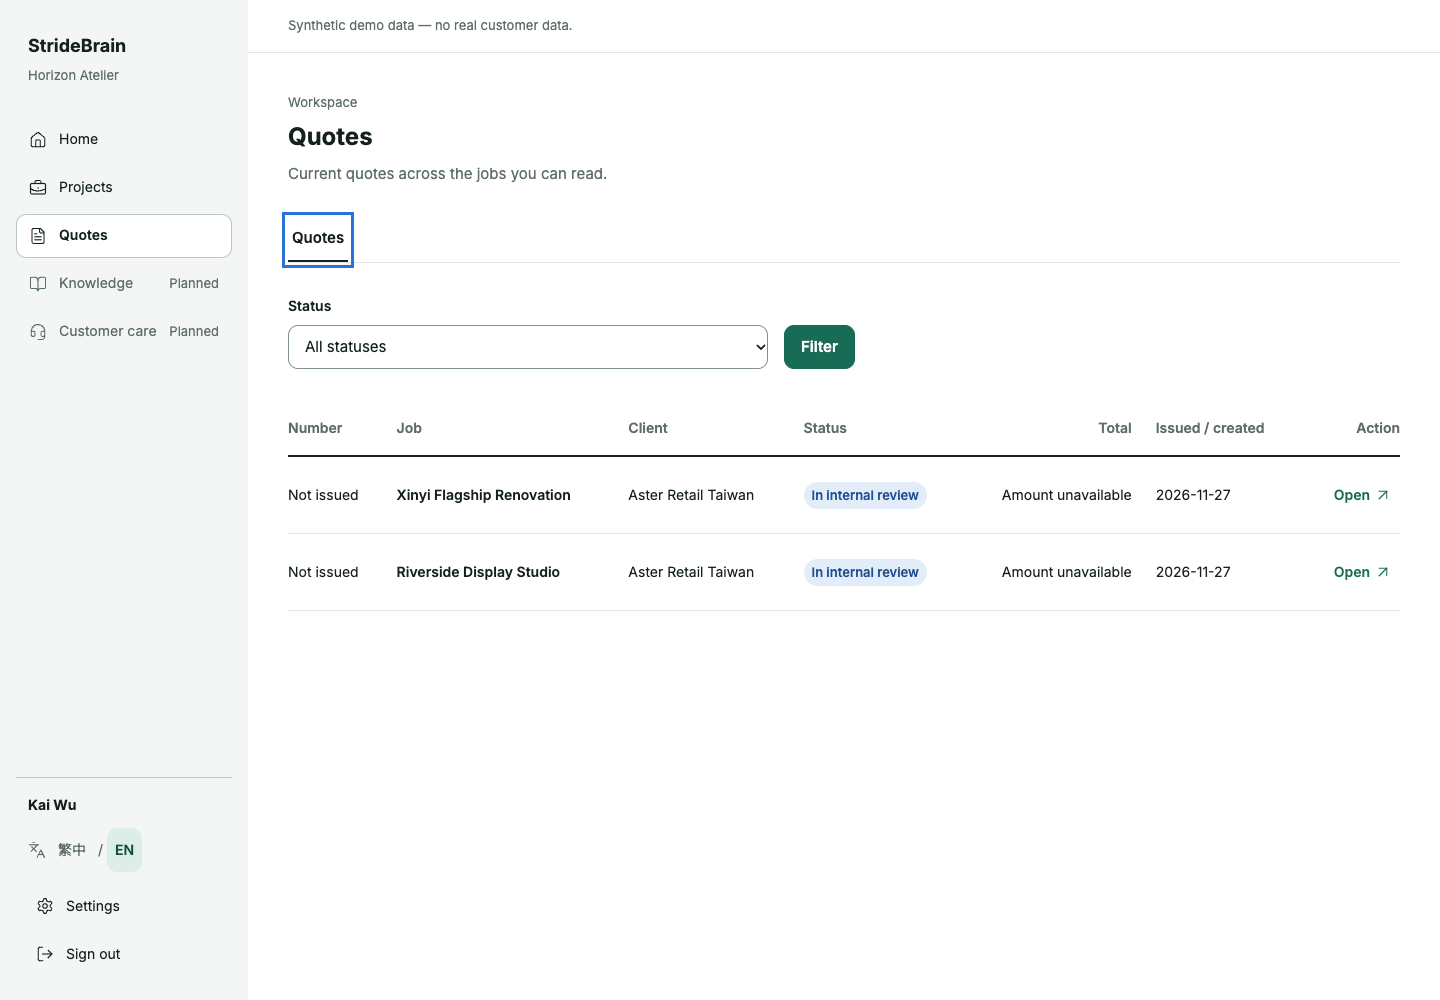 StrideBrain
Horizon Atelier
Home
Projects
Quotes
Knowledge Planned
Customer care Planned
Kai Wu
繁中 / EN
Settings
Sign out
Synthetic demo data — no real customer data.
Workspace
Quotes
Current quotes across the jobs you can read.
Quotes
Status
All statuses
Filter
Number Job Client Status Total Issued / created Action
Not issued Xinyi Flagship Renovation Aster Retail Taiwan In internal review Amount unavailable 2026-11-27 Open
Not issued Riverside Display Studio Aster Retail Taiwan In internal review Amount unavailable 2026-11-27 Open